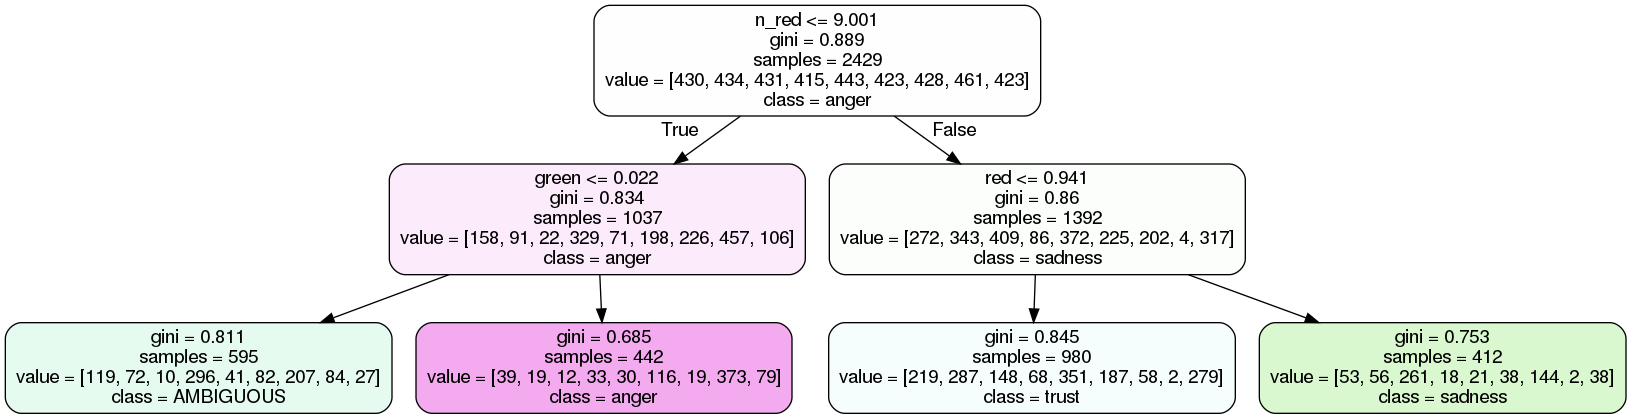 n_red <= 9.001
gini = 0.889
samples = 2429
value = [430, 434, 431, 415, 443, 423, 428, 461, 423]
class = anger
True
False
green <= 0.022
gini = 0.834
samples = 1037
value = [158, 91, 22, 329, 71, 198, 226, 457, 106]
class = anger
red <= 0.941
gini = 0.86
samples = 1392
value = [272, 343, 409, 86, 372, 225, 202, 4, 317]
class = sadness
gini = 0.811
samples = 595
value = [119, 72, 10, 296, 41, 82, 207, 84, 27]
class = AMBIGUOUS
gini = 0.685
samples = 442
value = [39, 19, 12, 33, 30, 116, 19, 373, 79]
class = anger
gini = 0.845
samples = 980
value = [219, 287, 148, 68, 351, 187, 58, 2, 279]
class = trust
gini = 0.753
samples = 412
value = [53, 56, 261, 18, 21, 38, 144, 2, 38]
class = sadness